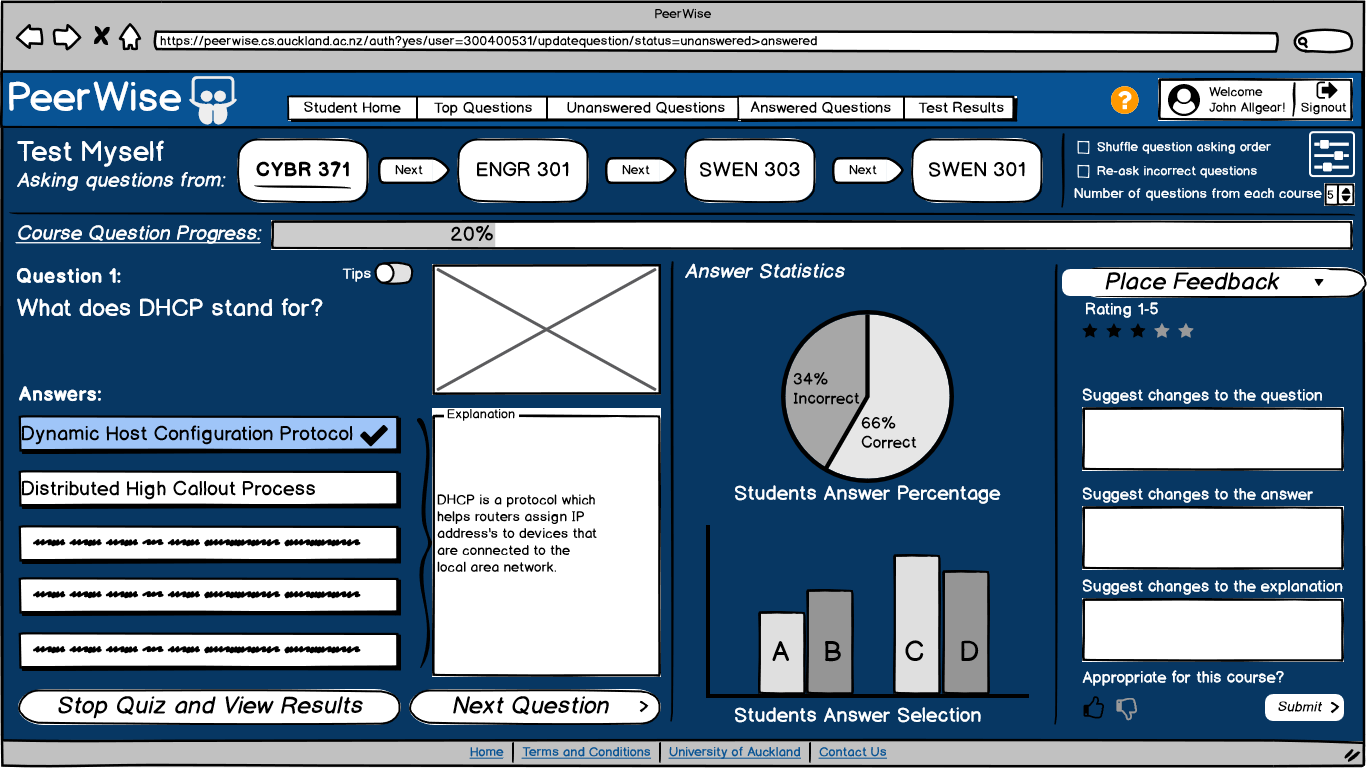 PeerWise
https://peerwise.cs.auckland.ac.nz/auth?yes/user=300400531/updatequestion/status=unanswered>answered
PeerWise
Student Home
Top Questions
Unanswered Questions
Answered Questions
Test Results
?
Welcome
John Allgear!
Signout
Test Myself
Asking questions from:
CYBR 371
Next
ENGR 301
Next
SWEN 303
Next
SWEN 301
Shuffle question asking order
Re-ask incorrect questions
Number of questions from each course
5
Course Question Progress:
20%
Question 1:
Tips
What does DHCP stand for?
Answers:
Dynamic Host Configuration Protocol
Distributed High Callout Process
Explanation
DHCP is a protocol which
helps routers assign IP
address's to devices that
are connected to the
local area network.
Stop Quiz and View Results
Next Question >
Answer Statistics
34%
Incorrect
66%
Correct
Students Answer Percentage
A
B
C
D
Students Answer Selection
Place Feedback
Rating 1-5
Suggest changes to the question
Suggest changes to the answer
Suggest changes to the explanation
Appropriate for this course?
Submit >
Home
Terms and Conditions
University of Auckland
Contact Us